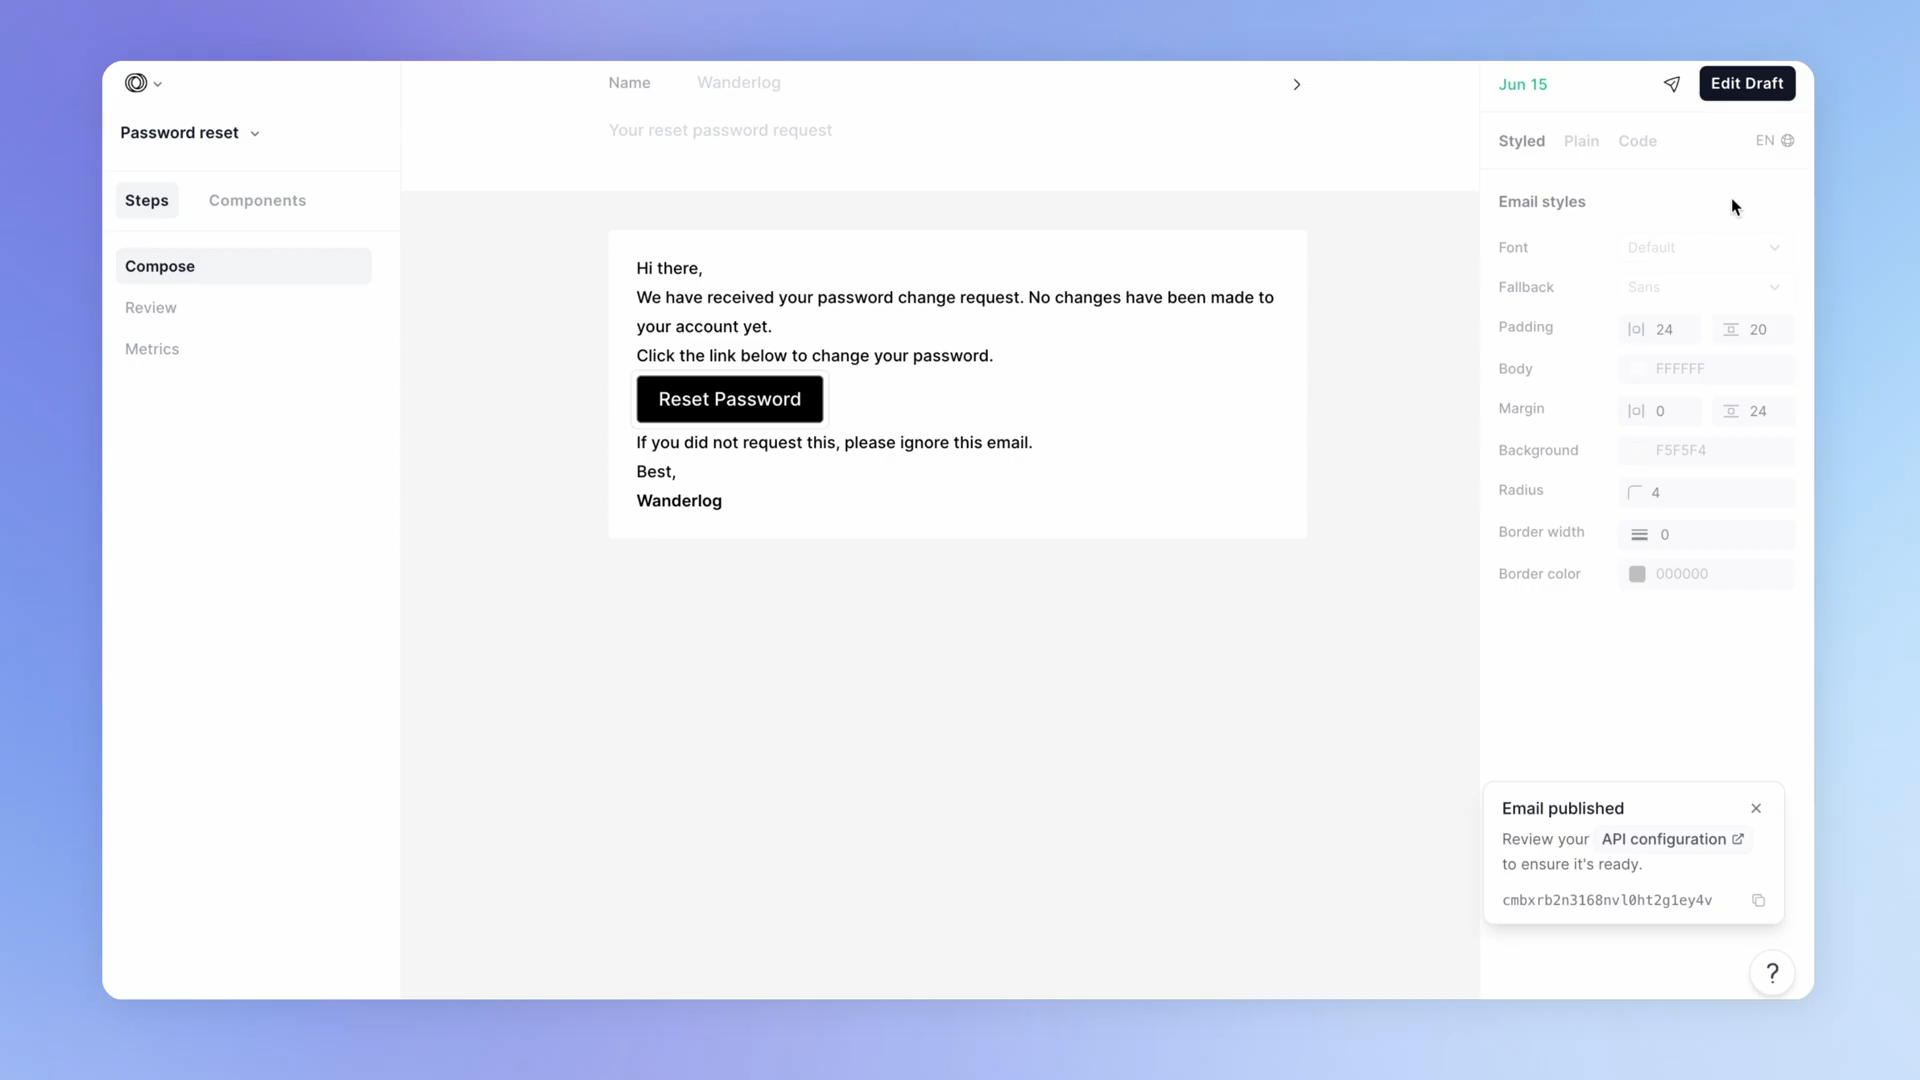 Password reset
Steps
Components
Compose
Review
Metrics
Name
Wanderlog
Your reset password request
Hi there,
We have received your password change request. No changes have been made to
your account yet.
Click the link below to change your password.
Reset Password
If you did not request this, please ignore this email.
Best,
Wanderlog
Jun 15
Edit Draft
Styled
Plain
Code
EN
Email styles
Font
Default
Fallback
Sans
Padding
24
20
Body
FFFFFF
Margin
0
24
Background
F5F5F4
Radius
4
Border width
0
Border color
000000
Email published
Review your API configuration
to ensure it's ready.
cmbxrb2n3168nvl0ht2g1ey4v
?